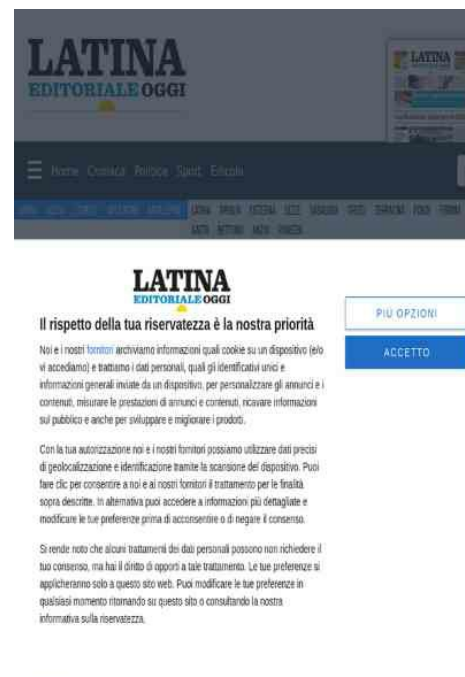 LATINA
EDITORIALE OGGI
LATINA
Home Cronaca Politica Sport Edicola
LATINA
EDITORIALE OGGI
Il rispetto della tua riservatezza è la nostra priorità
PIÙ OPZIONI
ACCETTO
Noi e i nostri fornitori archiviamo informazioni quali cookie su un dispositivo (e/o
vi accediamo) e trattiamo i dati personali, quali gli identificativi unici e
informazioni generali inviate da un dispositivo, per personalizzare gli annunci e i
contenuti, misurare le prestazioni di annunci e contenuti, ricavare informazioni
sul pubblico e anche per sviluppare e migliorare i prodotti.
Con la tua autorizzazione noi e i nostri fornitori possiamo utilizzare dati precisi
di geolocalizzazione e identificazione tramite la scansione del dispositivo. Puoi
fare clic per consentire a noi e ai nostri fornitori il trattamento per le finalità
sopra descritte. In alternativa puoi accedere a informazioni più dettagliate e
modificare le tue preferenze prima di acconsentire o di negare il consenso.
Si rende noto che alcuni trattamenti dei dati personali possono non richiedere il
tuo consenso, ma hai il diritto di opporti a tale trattamento. Le tue preferenze si
applicheranno solo a questo sito web. Puoi modificare le tue preferenze in
qualsiasi momento ritornando su questo sito o consultando la nostra
informativa sulla riservatezza.